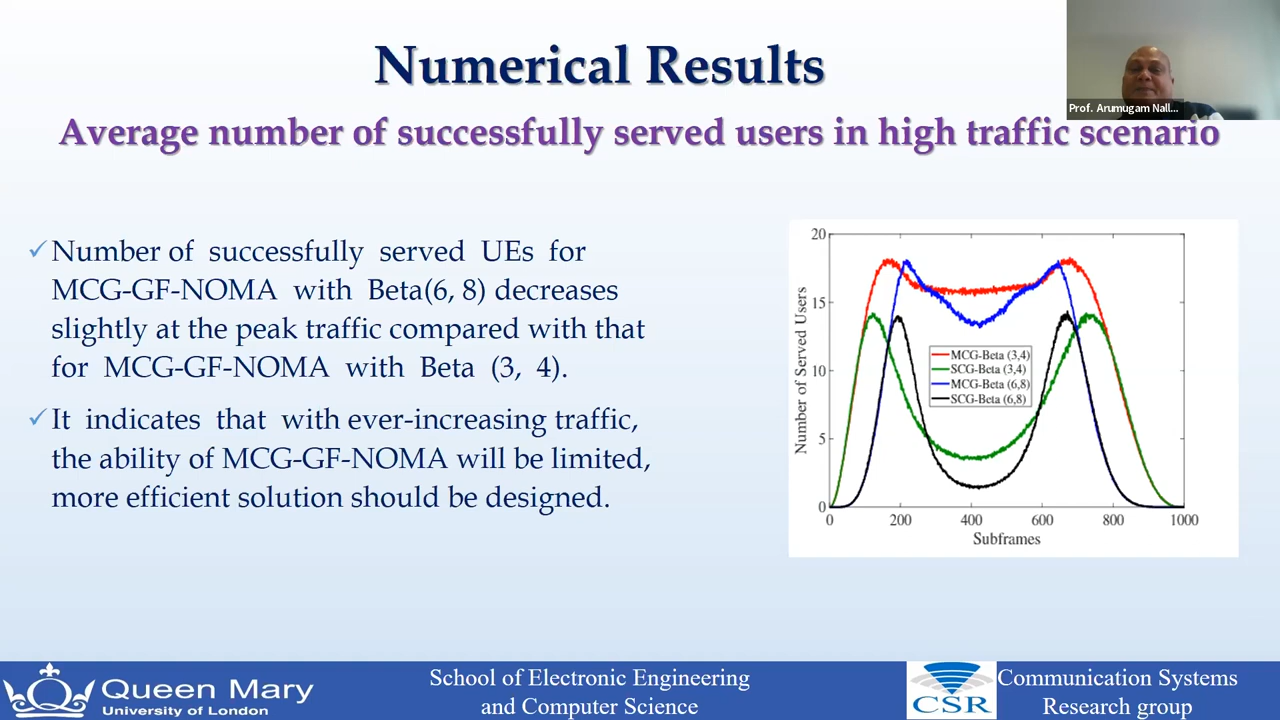 Numerical Results
Prof. Arumugam Nall...
Average number of successfully served users in high traffic scenario
✓ Number of successfully served UEs for
MCG-GF-NOMA with Beta(6, 8) decreases
slightly at the peak traffic compared with that
for MCG-GF-NOMA with Beta (3, 4).
✓ It indicates that with ever-increasing traffic,
the ability of MCG-GF-NOMA will be limited,
more efficient solution should be designed.
Number of Served Users
20
15
10
5
0
MCG-Beta (3,4)
SCG-Beta (3,4)
MCG-Beta (6,8)
SCG-Beta (6,8)
0 200 400 600 800 1000
Subframes
Queen Mary
University of London
School of Electronic Engineering
and Computer Science
CSR
Communication Systems
Research group